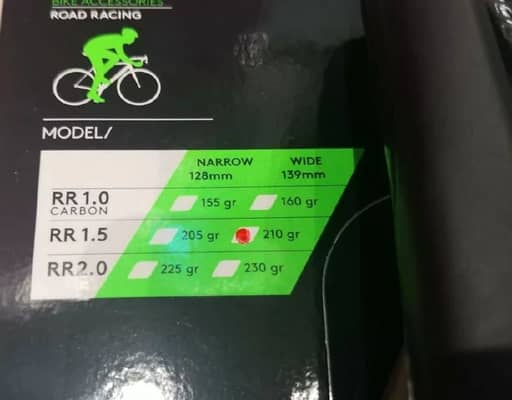 BIKE ACCESSORIES
ROAD RACING
MODEL/
NARROW WIDE
128mm 139mm
RR 1.0 155 gr 160 gr
CARBON
RR 1.5 205 gr 210 gr
RR2.0 225 gr 230 gr